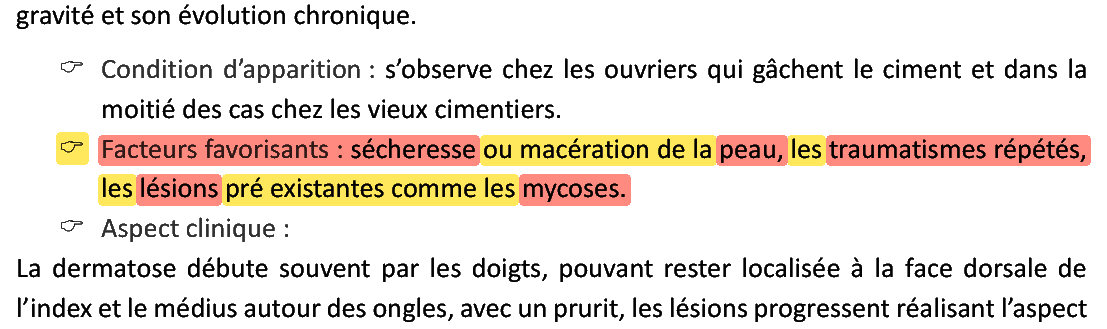 gravité et son évolution chronique.
☞ Condition d’apparition : s’observe chez les ouvriers qui gâchent le ciment et dans la
moitié des cas chez les vieux cimentiers.
☞ Facteurs favorisants : sécheresse ou macération de la peau, les traumatismes répétés,
les lésions pré existantes comme les mycoses.
☞ Aspect clinique :
La dermatose débute souvent par les doigts, pouvant rester localisée à la face dorsale de
l’index et le médius autour des ongles, avec un prurit, les lésions progressent réalisant l’aspect